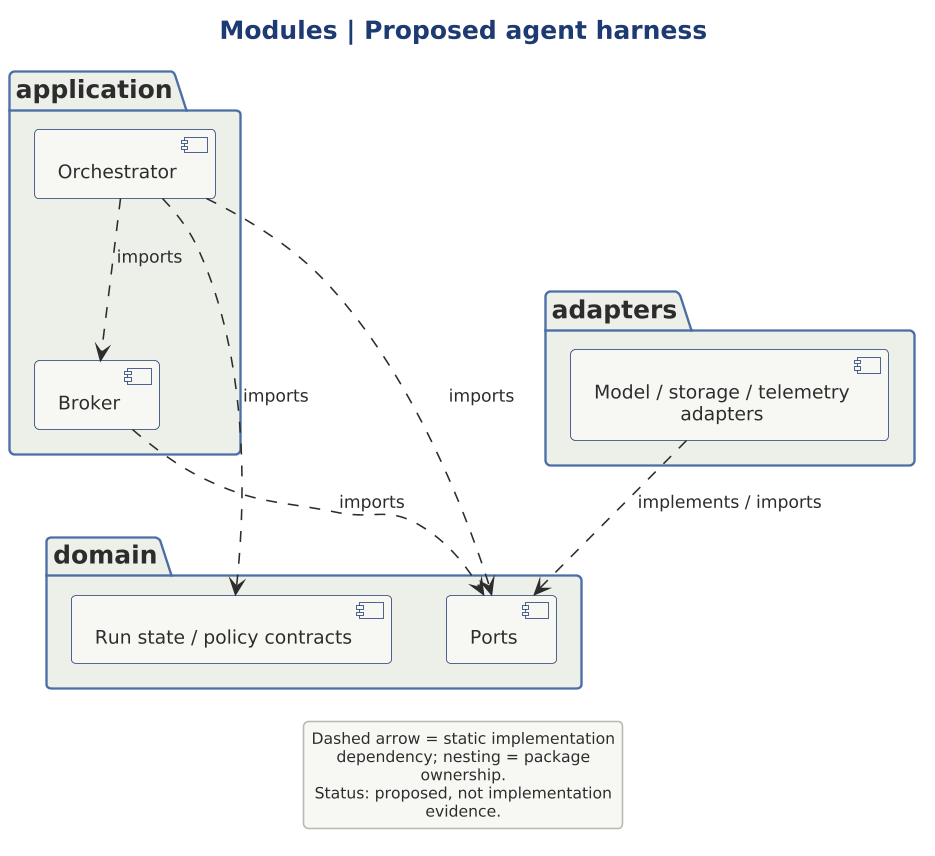 Modules | Proposed agent harness
application
Orchestrator
imports
adapters
Model / storage / telemetry
adapters
Broker
imports
imports
imports
implements / imports
domain
Run state / policy contracts
Ports
Dashed arrow = static implementation
dependency; nesting = package
ownership.
Status: proposed, not implementation
evidence.